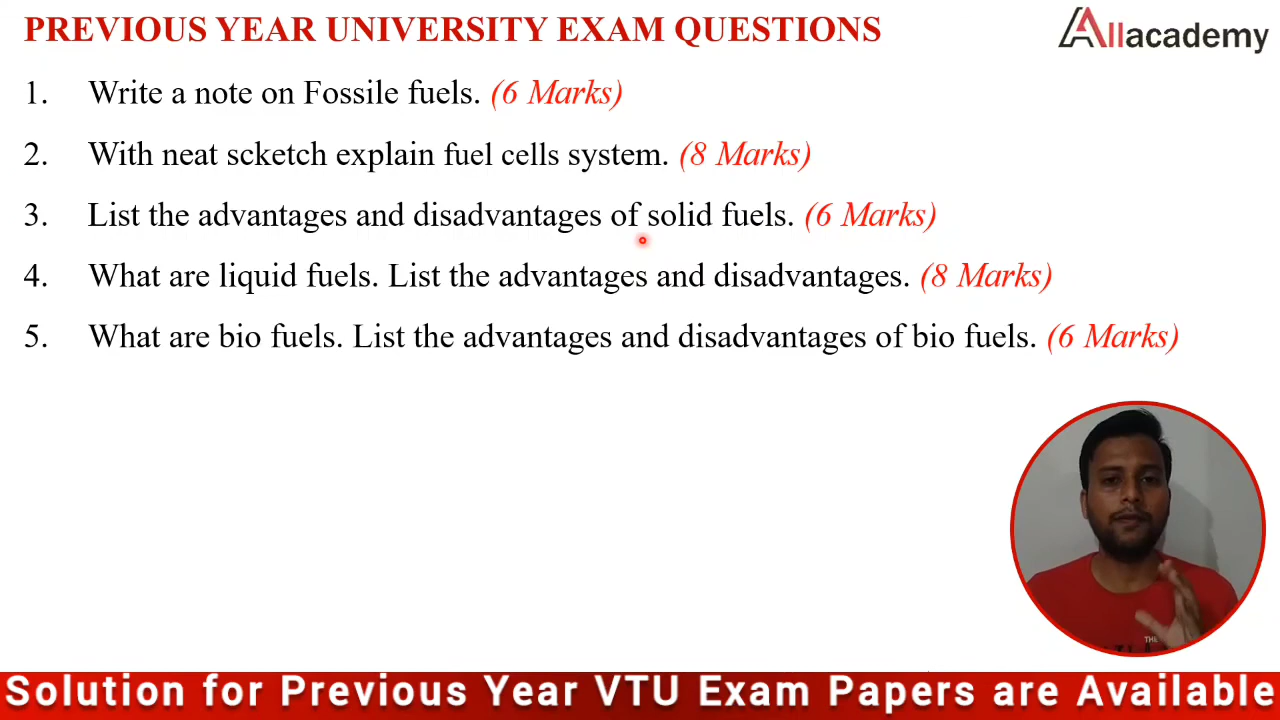 PREVIOUS YEAR UNIVERSITY EXAM QUESTIONS
Allacademy
1. Write a note on Fossile fuels. (6 Marks)
2. With neat scketch explain fuel cells system. (8 Marks)
3. List the advantages and disadvantages of solid fuels. (6 Marks)
4. What are liquid fuels. List the advantages and disadvantages. (8 Marks)
5. What are bio fuels. List the advantages and disadvantages of bio fuels. (6 Marks)
THE
Solution for Previous Year VTU Exam Papers are Available